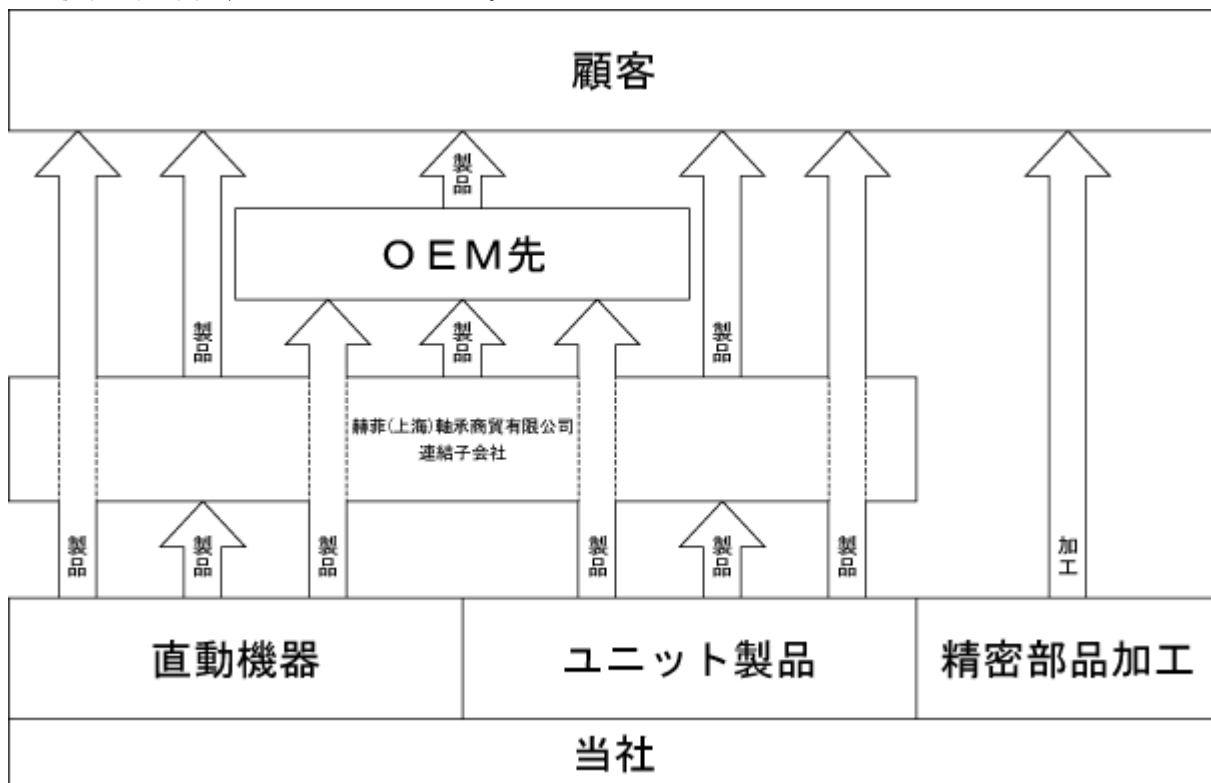 顧客
製品
ＯＥＭ先
製品
製品
製品
赫菲(上海)軸承商貿有限公司
連結子会社
製品
製品
製品
製品
製品
製品
加工
直動機器
ユニット製品
精密部品加工
当社